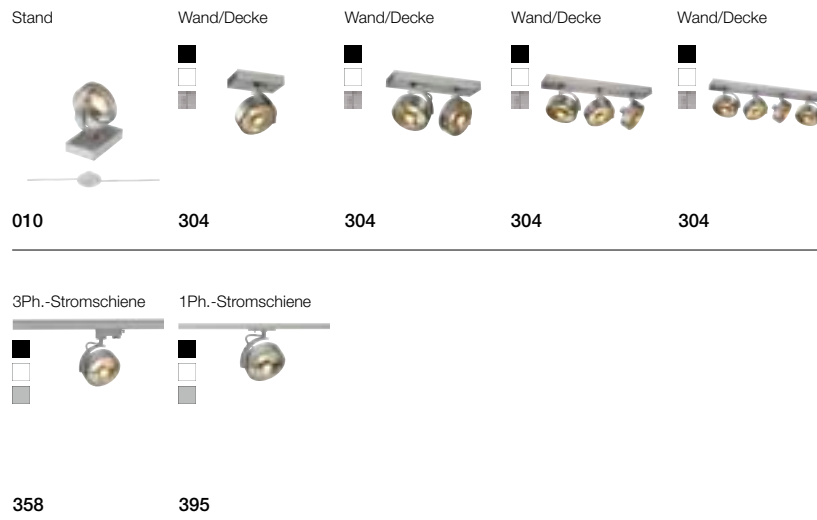 Stand Wand/Decke Wand/Decke Wand/Decke Wand/Decke
010 304 304 304 304
3Ph.-Stromschiene 1Ph.-Stromschiene
358 395